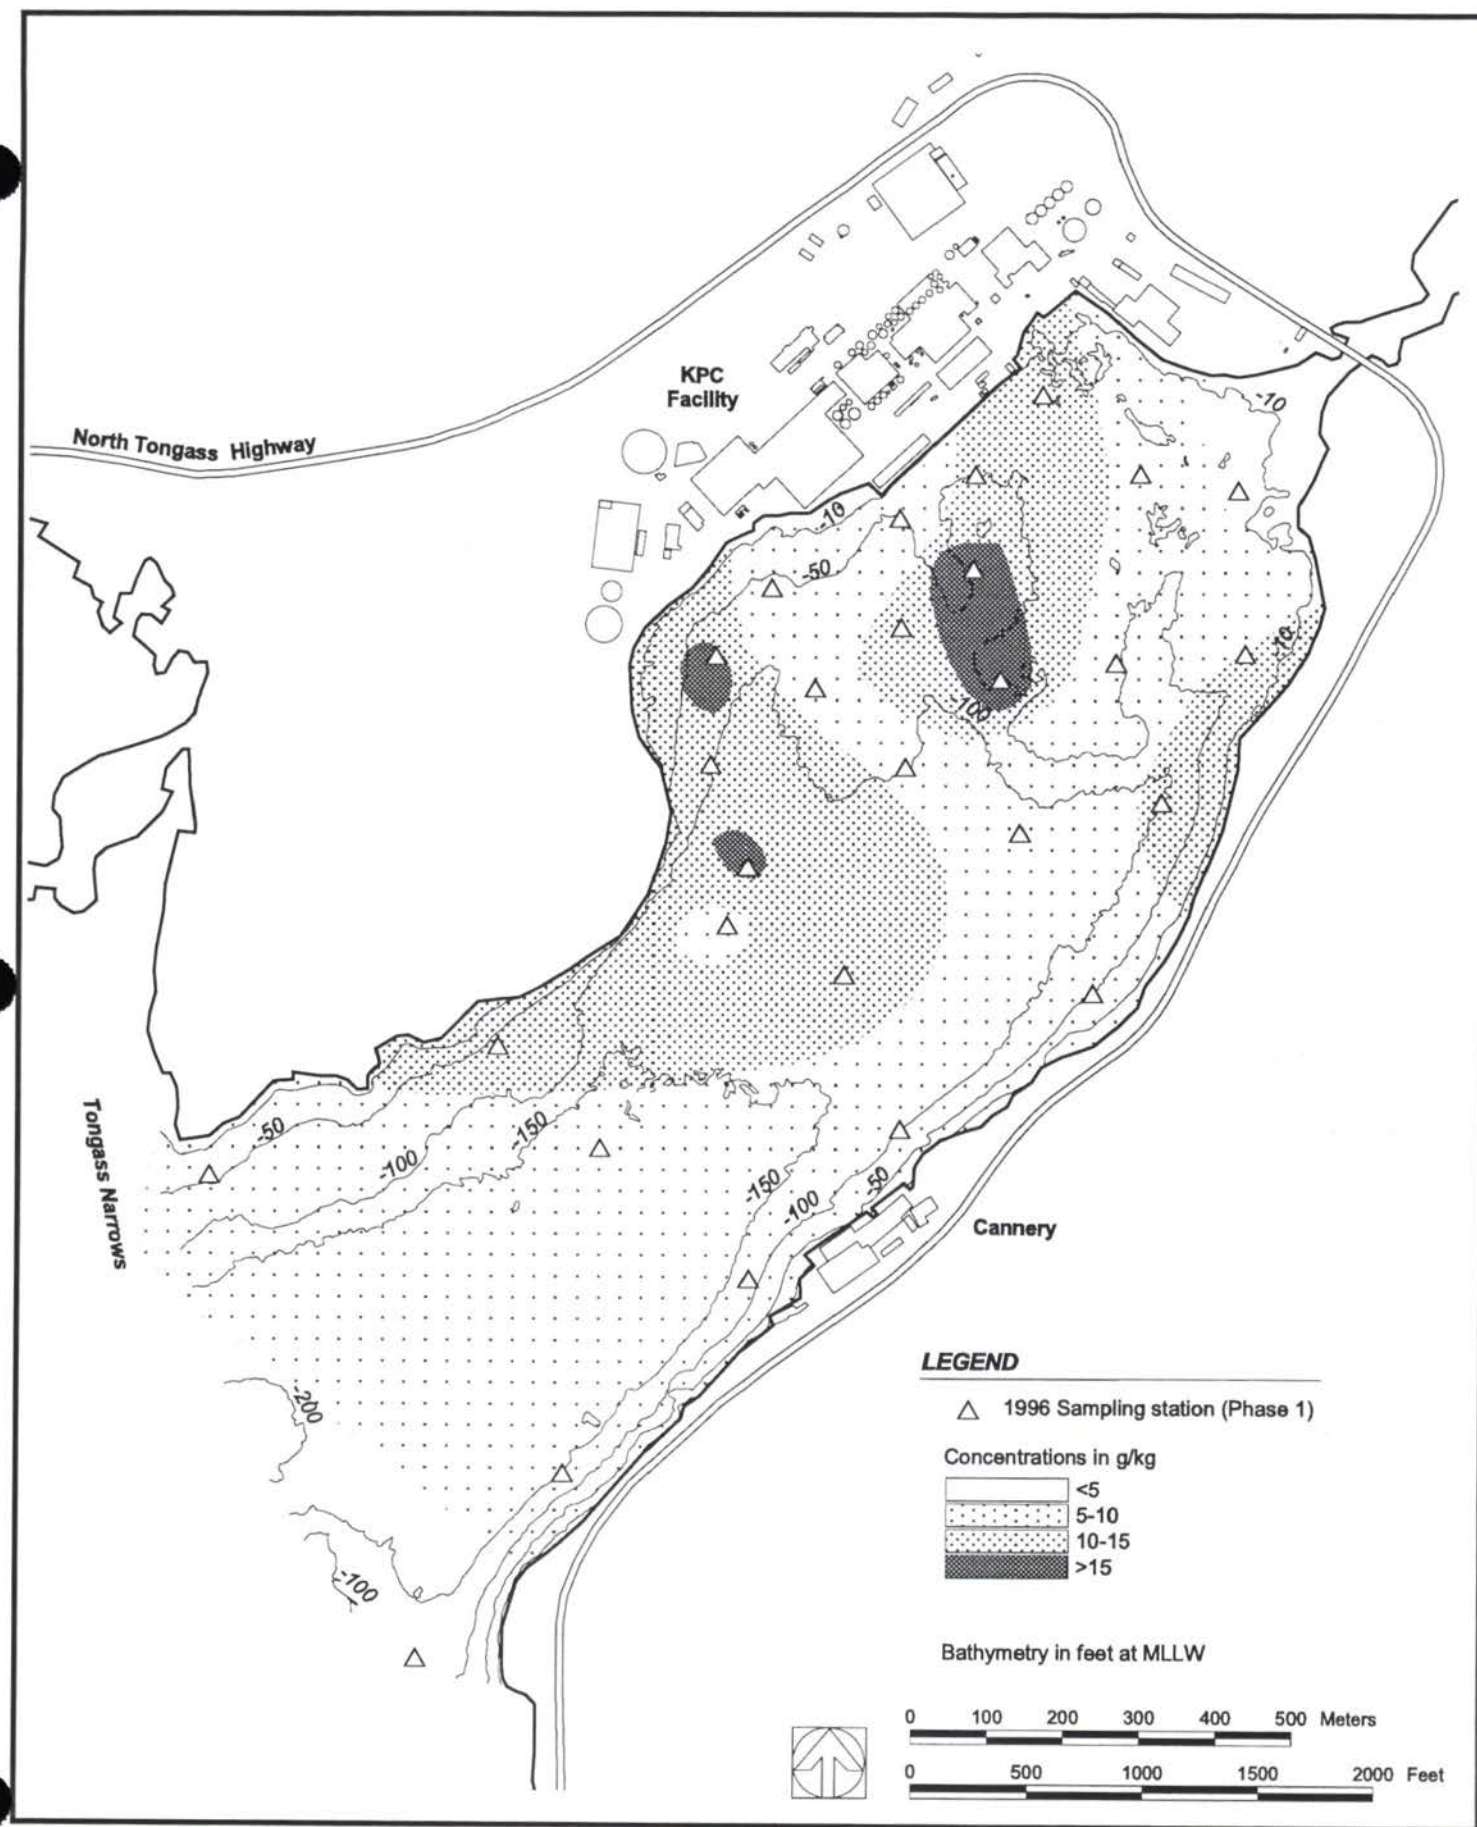 KPC
Facility
North Tongass Highway
-10
-10
-50
-10
-100
-50
-100
-150
Tongass Narrows
-150
-100
-50
Cannery
-200
-100
LEGEND
1996 Sampling station (Phase 1)
Concentrations in g/kg
<5
5-10
10-15
>15
Bathymetry in feet at MLLW
0 100 200 300 400 500 Meters
0 500 1000 1500 2000 Feet